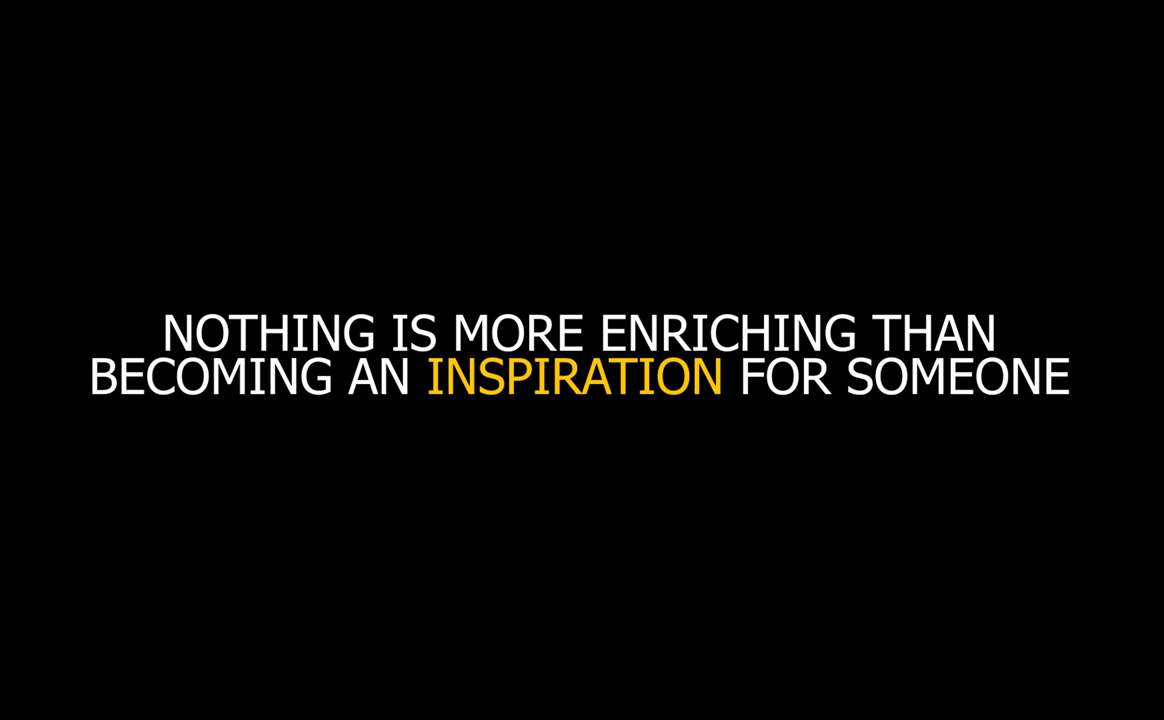 NOTHING IS MORE ENRICHING THAN
BECOMING AN INSPIRATION FOR SOMEONE